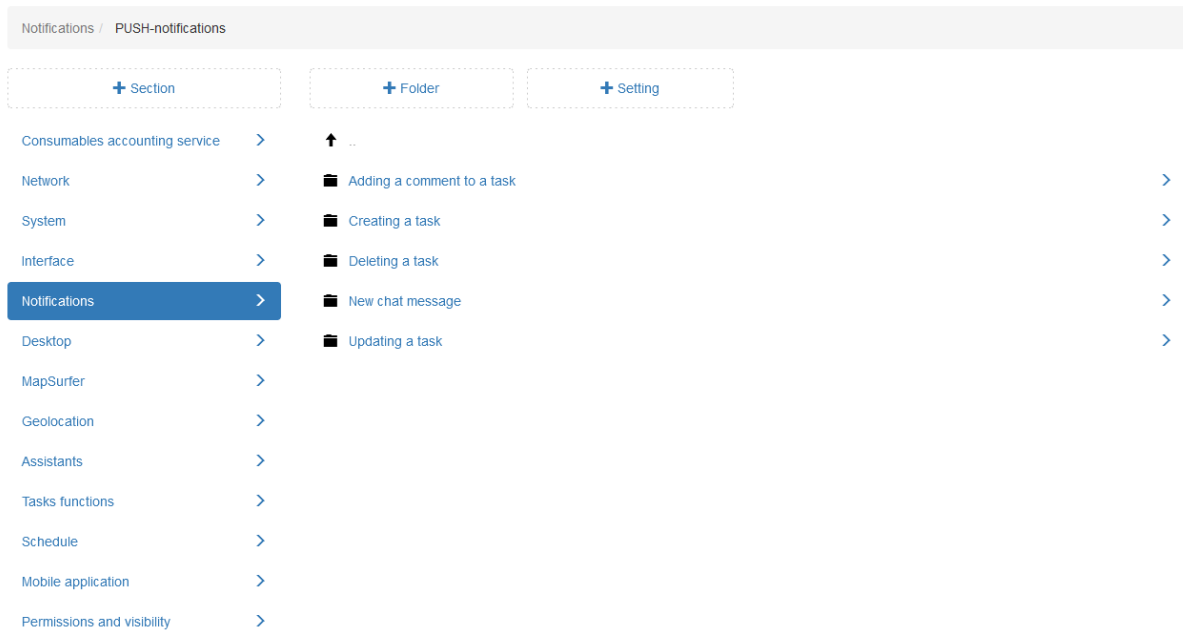 Notifications / PUSH-notifications
+ Section
+ Folder
+ Setting
Consumables accounting service
Network
System
Interface
Notifications
Desktop
MapSurfer
Geolocation
Assistants
Tasks functions
Schedule
Mobile application
Permissions and visibility
..
Adding a comment to a task
Creating a task
Deleting a task
New chat message
Updating a task